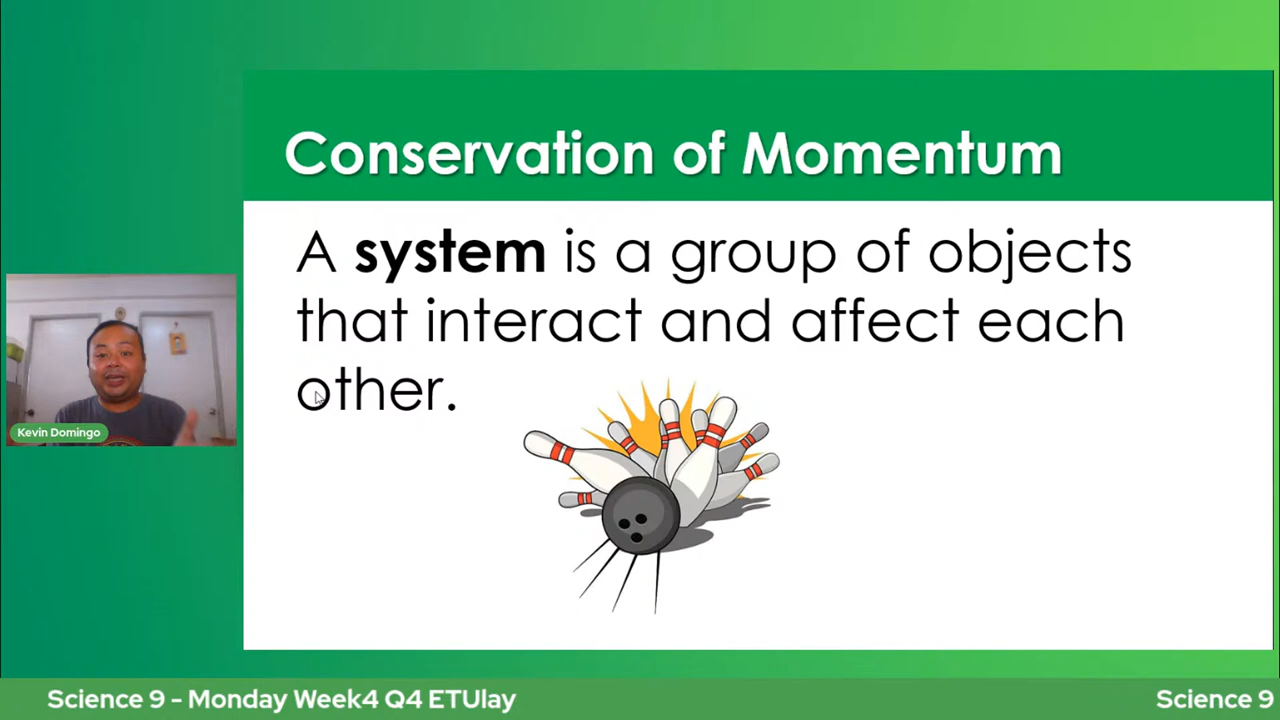 Conservation of Momentum
A system is a group of objects
that interact and affect each
other.
Kevin Domingo
Science 9 - Monday Week4 Q4 ETUlay
Science 9